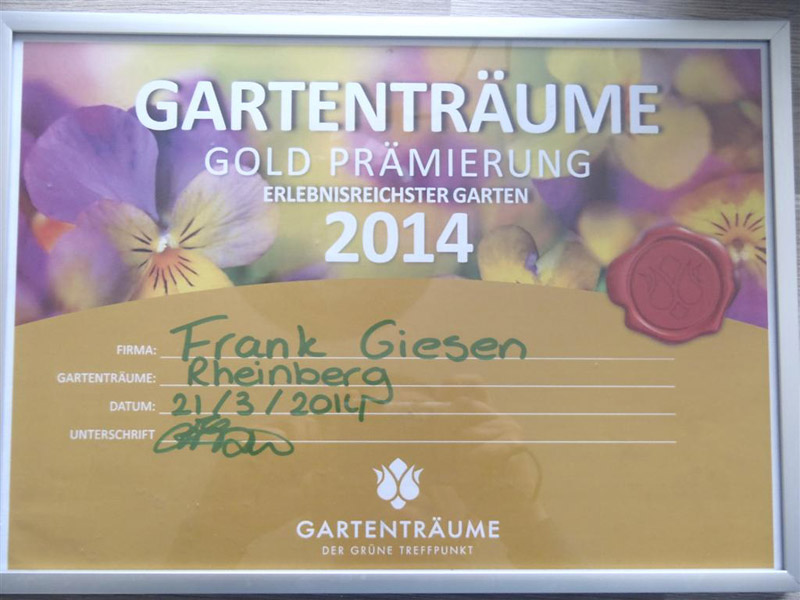 GARTENTRÄUME
GOLD PRÄMIERUNG
ERLEBNISREICHSTER GARTEN
2014
FIRMA: Frank Giesen
GARTENTRÄUME: Rheinberg
DATUM: 21/3/2014
UNTERSCHRIFT
GARTENTRÄUME
DER GRÜNE TREFFPUNKT